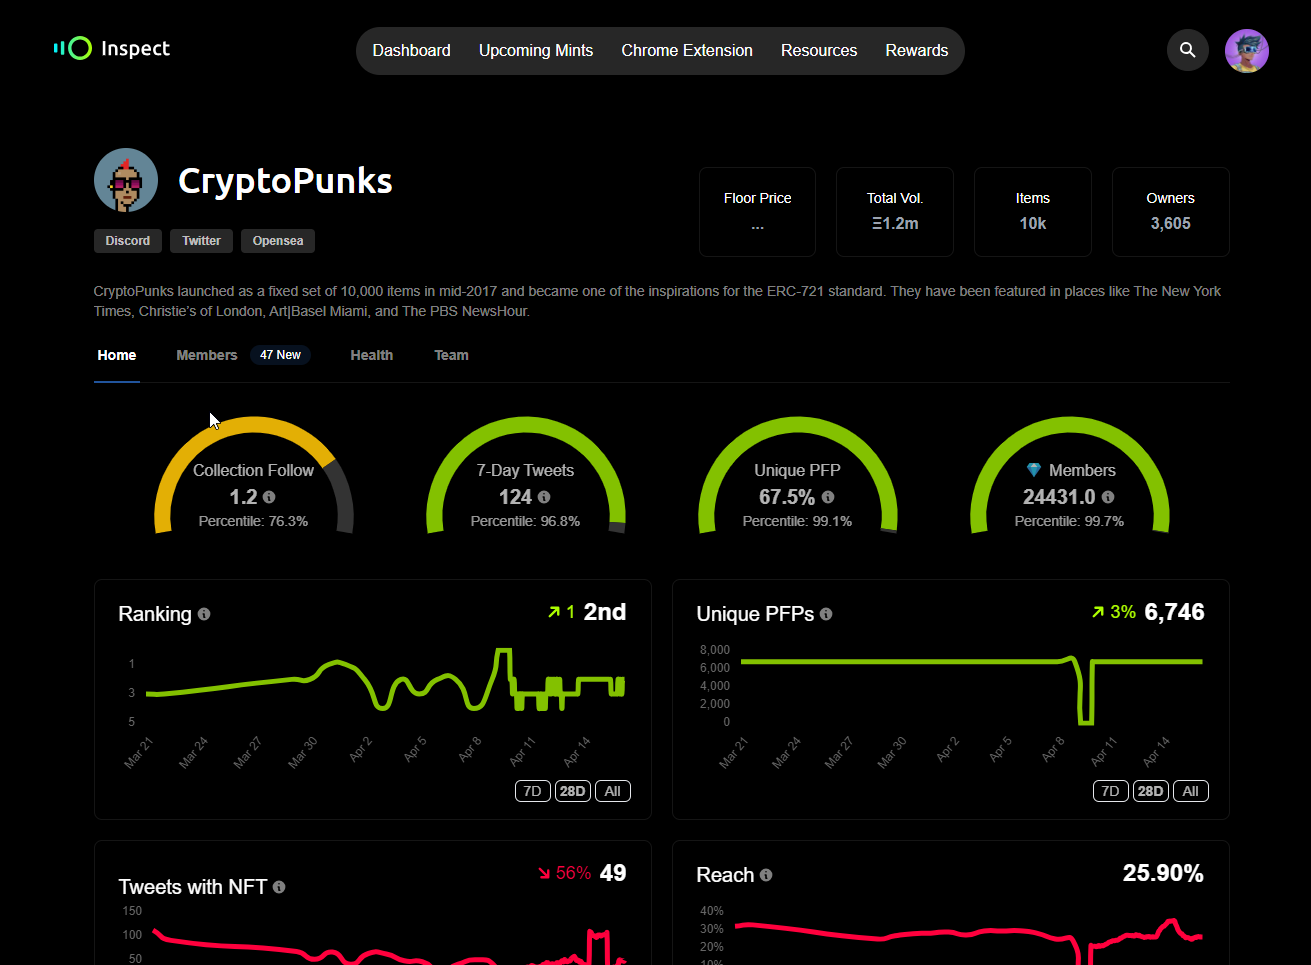 Inspect
Dashboard Upcoming Mints Chrome Extension Resources Rewards
CryptoPunks
Discord Twitter Opensea
Floor Price
...
Total Vol.
Ξ1.2m
Items
10k
Owners
3,605
CryptoPunks launched as a fixed set of 10,000 items in mid-2017 and became one of the inspirations for the ERC-721 standard. They have been featured in places like The New York
Times, Christie's of London, Art|Basel Miami, and The PBS NewsHour.
Home Members 47 New Health Team
Collection Follow
1.2
Percentile: 76.3%
7-Day Tweets
124
Percentile: 96.8%
Unique PFP
67.5%
Percentile: 99.1%
💎 Members
24431.0
Percentile: 99.7%
Ranking 1 2nd
1
3
5
Mar 21 Mar 24 Mar 27 Mar 30 Apr 2 Apr 5 Apr 8 Apr 11 Apr 14
7D 28D All
Unique PFPs 3% 6,746
8,000
6,000
4,000
2,000
0
Mar 21 Mar 24 Mar 27 Mar 30 Apr 2 Apr 5 Apr 8 Apr 11 Apr 14
7D 28D All
Tweets with NFT 56% 49
150
100
50
Reach 25.90%
40%
30%
20%
10%